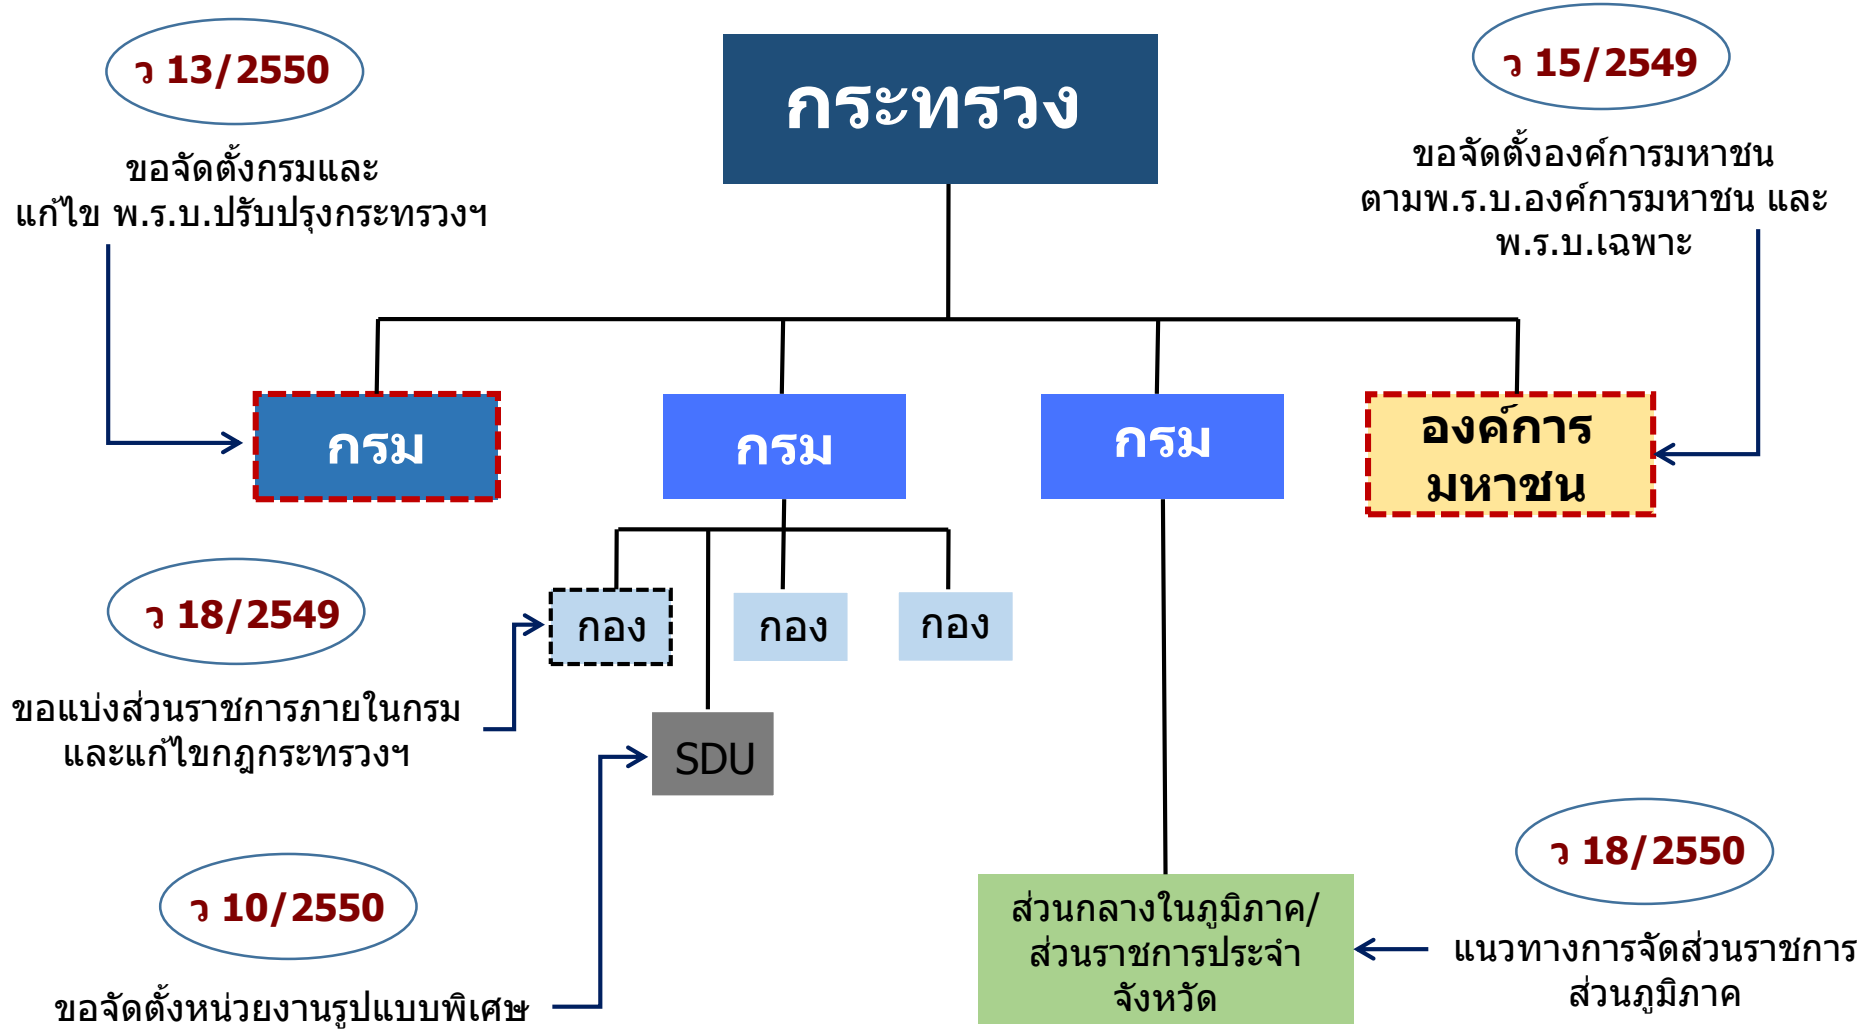 ว 13/2550
ขอจัดตั้งกรมและ
แก้ไข พ.ร.บ.ปรับปรุงกระทรวงฯ
กระทรวง
ว 15/2549
ขอจัดตั้งองค์การมหาชน
ตามพ.ร.บ.องค์การมหาชน และ
พ.ร.บ.เฉพาะ
กรม
กรม
กรม
องค์การ
มหาชน
ว 18/2549
ขอแบ่งส่วนราชการภายในกรม
และแก้ไขกฎกระทรวงฯ
กอง
กอง
กอง
SDU
ว 10/2550
ขอจัดตั้งหน่วยงานรูปแบบพิเศษ
ส่วนกลางในภูมิภาค/
ส่วนราชการประจำ
จังหวัด
ว 18/2550
แนวทางการจัดส่วนราชการ
ส่วนภูมิภาค